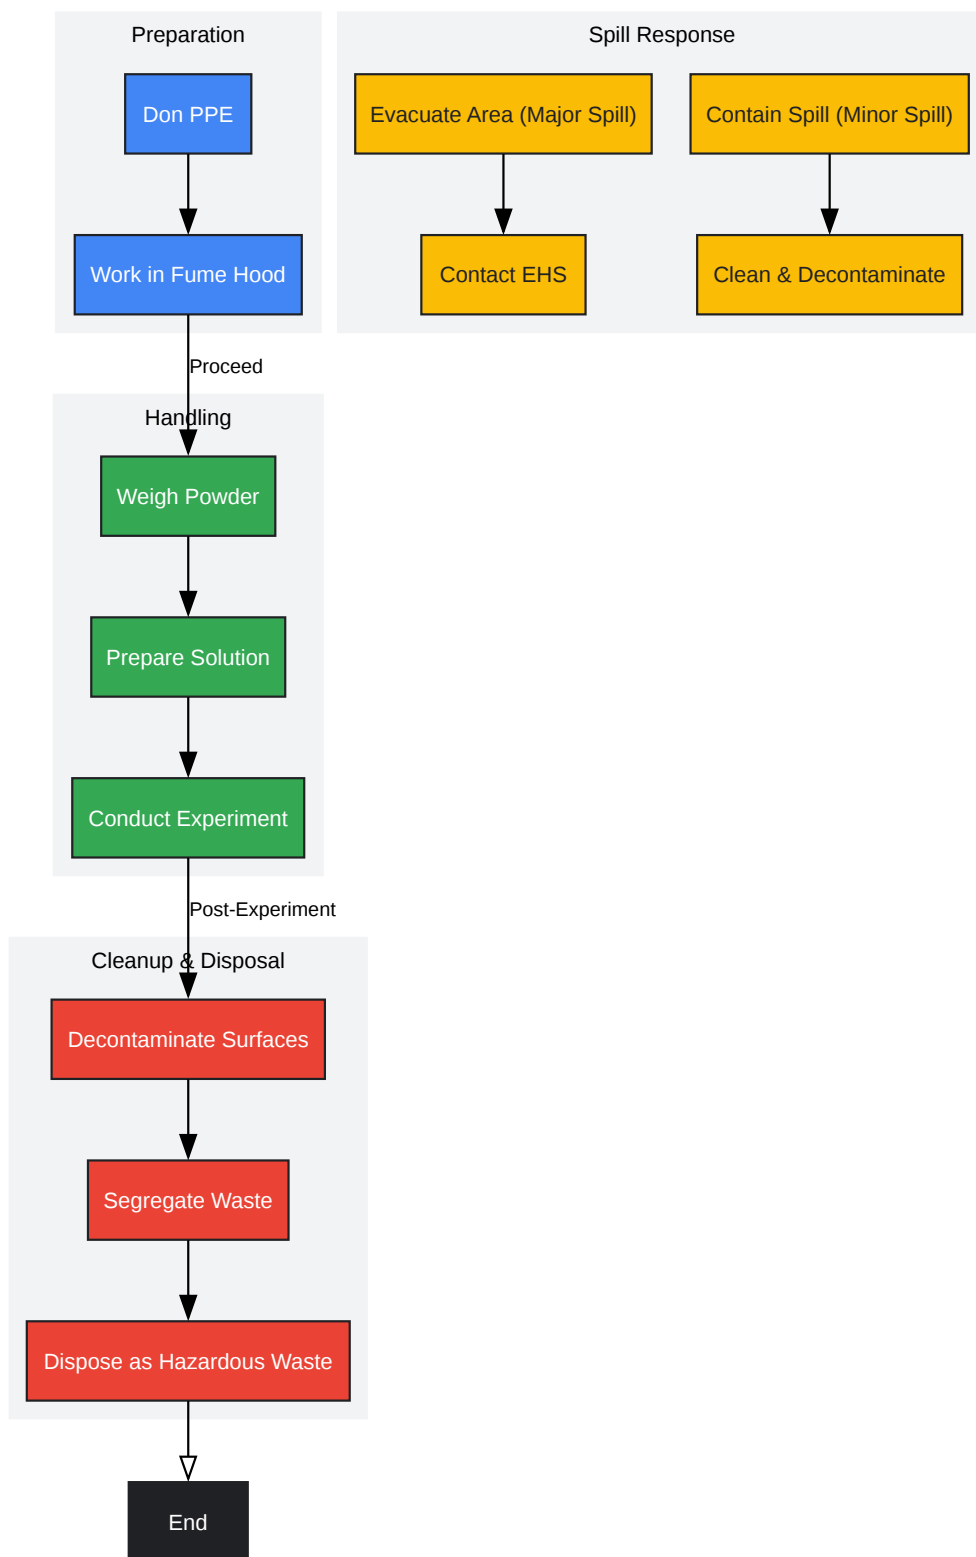 Preparation
Don PPE
Work in Fume Hood
Spill Response
Evacuate Area (Major Spill)
Contain Spill (Minor Spill)
Contact EHS
Clean & Decontaminate
Proceed
Handling
Weigh Powder
Prepare Solution
Conduct Experiment
Post-Experiment
Cleanup & Disposal
Decontaminate Surfaces
Segregate Waste
Dispose as Hazardous Waste
End